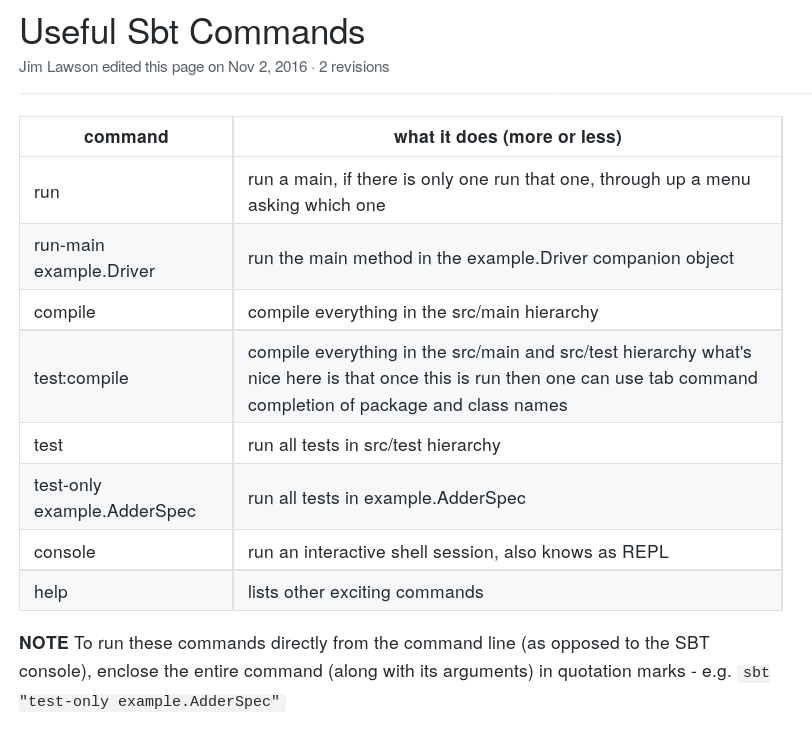 Useful Sbt Commands
Jim Lawson edited this page on Nov 2, 2016 · 2 revisions
command
what it does (more or less)
run
run a main, if there is only one run that one, through up a menu
asking which one
run-main
example.Driver
run the main method in the example.Driver companion object
compile
compile everything in the src/main hierarchy
test:compile
compile everything in the src/main and src/test hierarchy what's
nice here is that once this is run then one can use tab command
completion of package and class names
test
run all tests in src/test hierarchy
test-only
example.AdderSpec
run all tests in example.AdderSpec
console
run an interactive shell session, also knows as REPL
help
lists other exciting commands
NOTE To run these commands directly from the command line (as opposed to the SBT
console), enclose the entire command (along with its arguments) in quotation marks - e.g. sbt
"test-only example.AdderSpec"